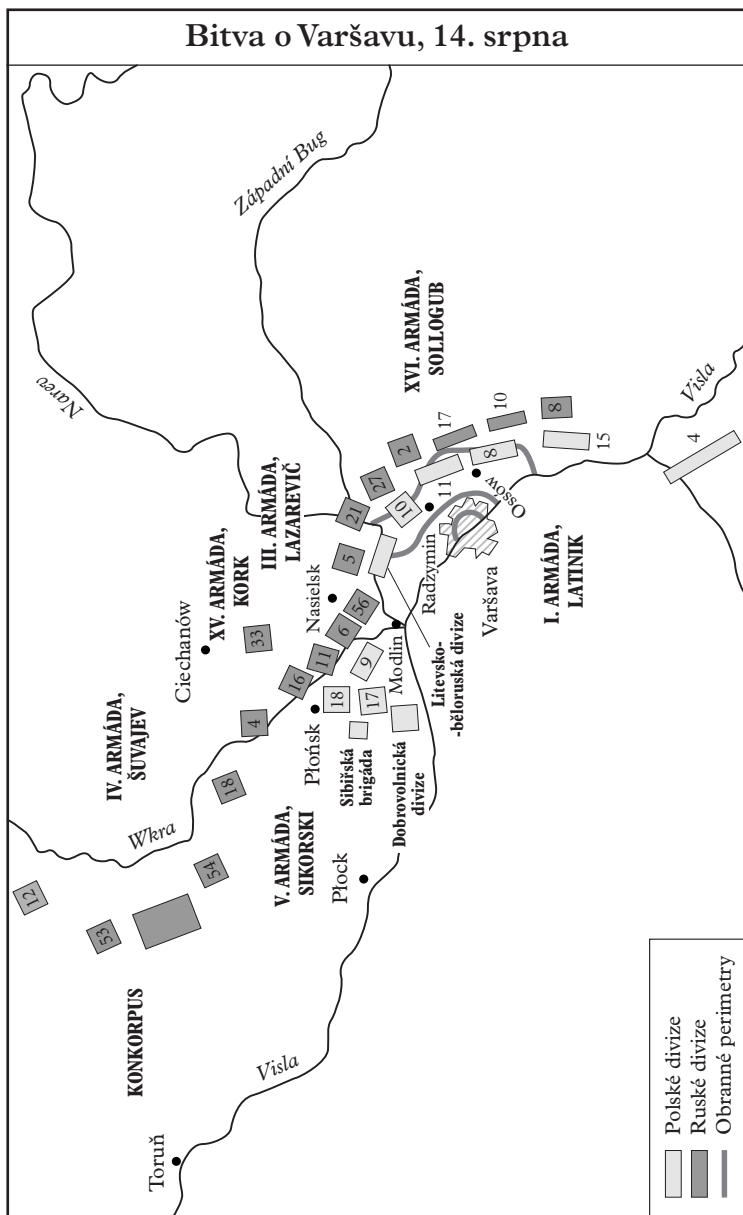 Bitva o Varšavu, 14. srpna
Narev
Západní Bug
Wkra
Visla
Visla
Toruń
Płock
Płońsk
Ciechanów
Nasielsk
Modlin
Radzymin
Ossów
Varšava
KONKORPUS
IV. ARMÁDA,
ŠUVAJEV
XV. ARMÁDA,
KORK
III. ARMÁDA,
LAZAREVIČ
XVI. ARMÁDA,
SOLLOGUB
V. ARMÁDA,
SIKORSKI
I. ARMÁDA,
LATINIK
Sibiřská
brigáda
Dobrovolnická
divize
Litevsko-
-běloruská divize
12
53
54
18
4
33
16
11
6
56
5
21
27
2
17
10
8
18
17
9
10
11
8
15
4
Polské divize
Ruské divize
Obranné perimetry